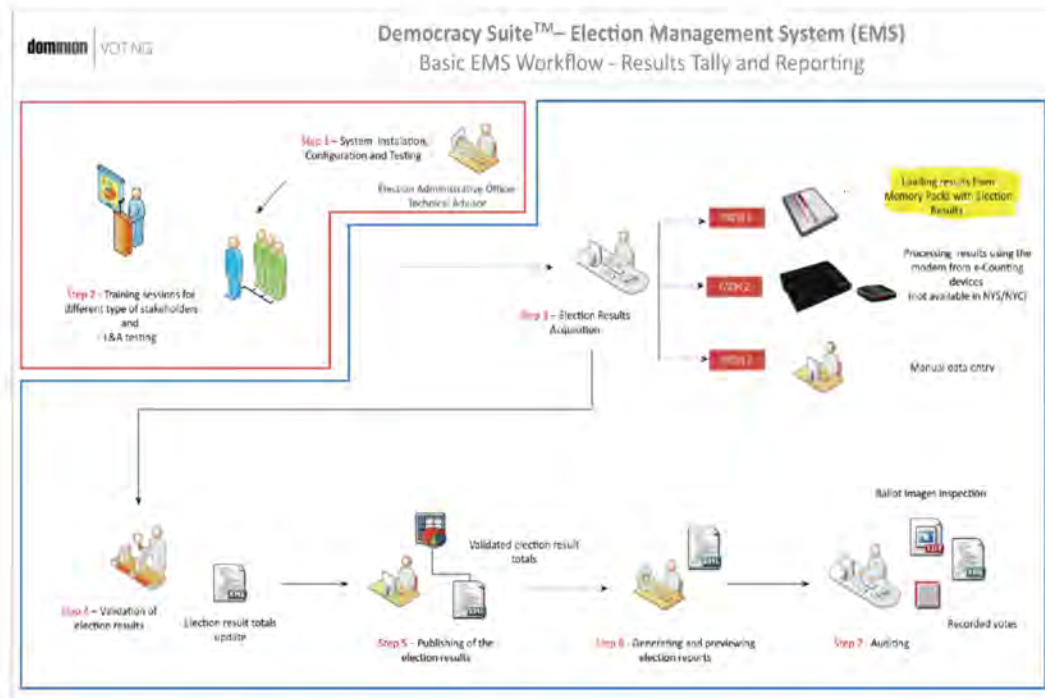 dominion | VOTING
Democracy Suite™– Election Management System (EMS)
Basic EMS Workflow - Results Tally and Reporting
Step 1 – System Installation,
Configuration and Testing
Election Administrative Officer
Technical Advisor
Step 2 - Training sessions for
different type of stakeholders
and
L&A testing
Step 3 – Election Results
Acquisition
Loading results from
Memory Packs with Election
Results
Processing results using the
modem from e-Counting
devices
(not available in NYS/NYC)
Manual data entry
Step 4 – Validation of
election results
Election result totals
update
Step 5 - Publishing of the
election results
Validated election result
totals
Step 6 - Generating and previewing
election reports
Ballot Images Inspection
Step 7 - Auditing
Recorded votes